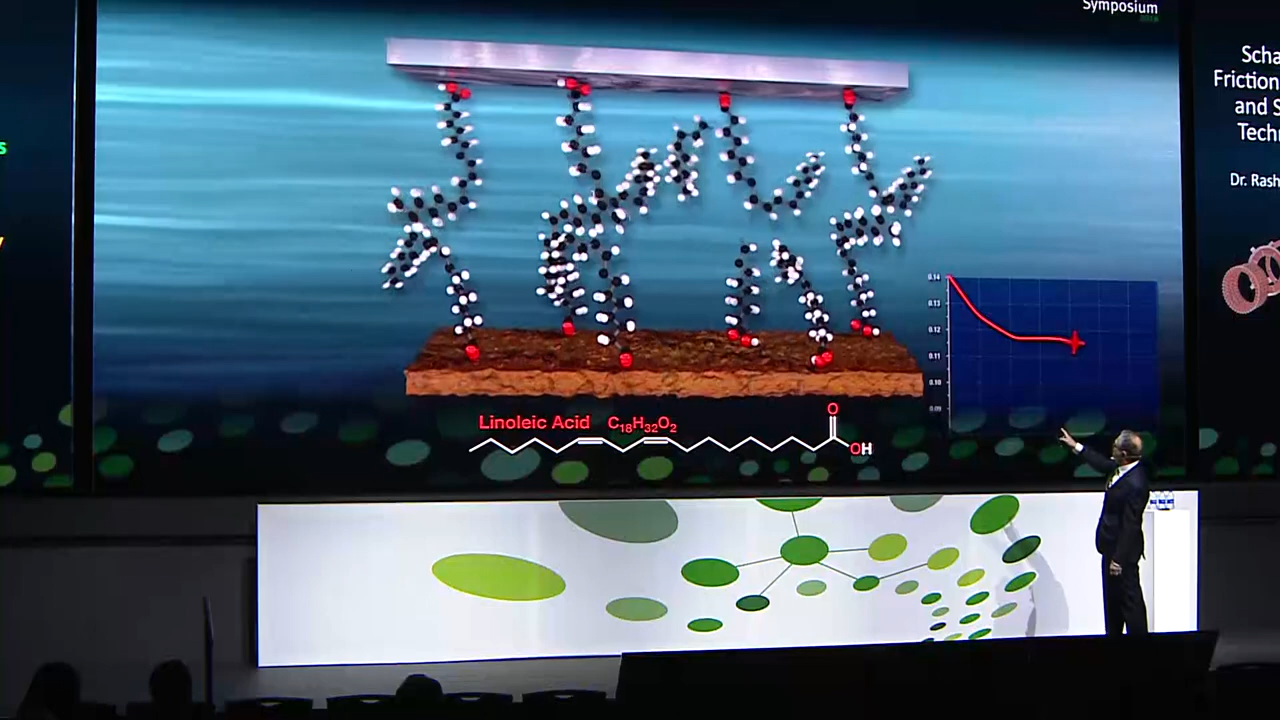 Symposium
Scha
Friction
and S
Tech
Dr. Rash
0.14
0.13
0.12
0.11
0.10
0.09
Linoleic Acid C₁₈H₃₂O₂
O
OH